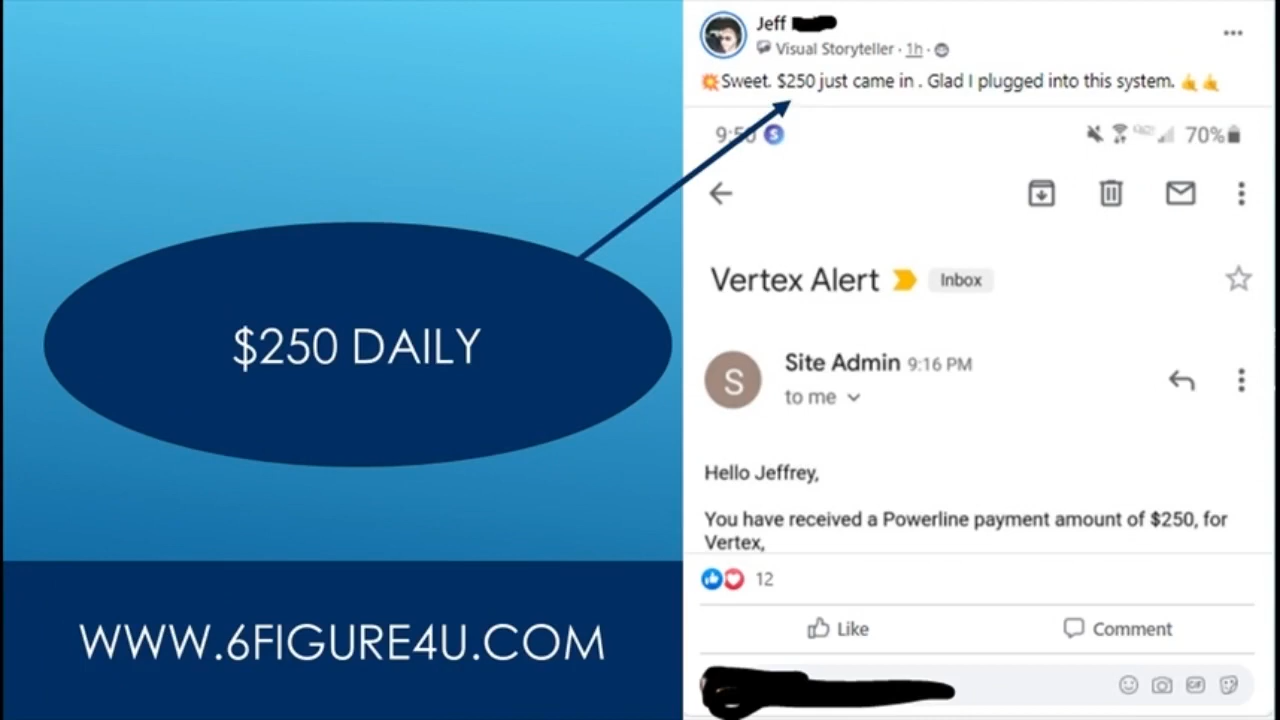 $250 DAILY
WWW.6FIGURE4U.COM
Jeff
Visual Storyteller · 1h ·
💥Sweet. $250 just came in . Glad I plugged into this system. 🤙🤙
70%
Vertex Alert
Inbox
Site Admin 9:16 PM
S
to me
Hello Jeffrey,
You have received a Powerline payment amount of $250, for
Vertex,
12
Like
Comment
GIF